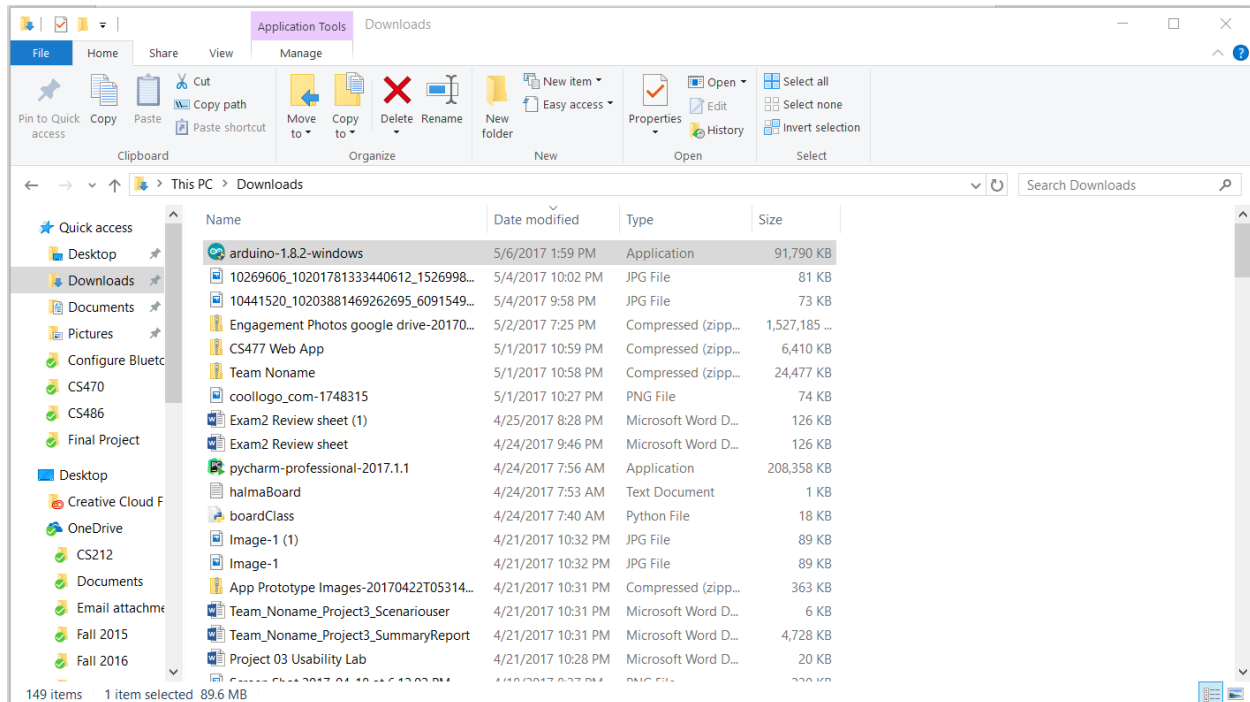 Application Tools Downloads
File Home Share View Manage
Pin to Quick access
Copy
Paste
Cut
Copy path
Paste shortcut
Clipboard
Move to
Copy to
Delete
Rename
Organize
New folder
New item
Easy access
New
Properties
Open
Edit
History
Open
Select all
Select none
Invert selection
Select
This PC > Downloads
Search Downloads
Quick access
Desktop
Downloads
Documents
Pictures
Configure Bluetc
CS470
CS486
Final Project
Desktop
Creative Cloud F
OneDrive
CS212
Documents
Email attachme
Fall 2015
Fall 2016
Name Date modified Type Size
arduino-1.8.2-windows 5/6/2017 1:59 PM Application 91,790 KB
10269606_10201781333440612_1526998... 5/4/2017 10:02 PM JPG File 81 KB
10441520_10203881469262695_6091549... 5/4/2017 9:58 PM JPG File 73 KB
Engagement Photos google drive-20170... 5/2/2017 7:25 PM Compressed (zipp... 1,527,185 ...
CS477 Web App 5/1/2017 10:59 PM Compressed (zipp... 6,410 KB
Team Noname 5/1/2017 10:58 PM Compressed (zipp... 24,477 KB
coollogo_com-1748315 5/1/2017 10:27 PM PNG File 74 KB
Exam2 Review sheet (1) 4/25/2017 8:28 PM Microsoft Word D... 126 KB
Exam2 Review sheet 4/24/2017 9:46 PM Microsoft Word D... 126 KB
pycharm-professional-2017.1.1 4/24/2017 7:56 AM Application 208,358 KB
halmaBoard 4/24/2017 7:53 AM Text Document 1 KB
boardClass 4/24/2017 7:40 AM Python File 18 KB
Image-1 (1) 4/21/2017 10:32 PM JPG File 89 KB
Image-1 4/21/2017 10:32 PM JPG File 89 KB
App Prototype Images-20170422T05314... 4/21/2017 10:31 PM Compressed (zipp... 363 KB
Team_Noname_Project3_Scenariouser 4/21/2017 10:31 PM Microsoft Word D... 6 KB
Team_Noname_Project3_SummaryReport 4/21/2017 10:31 PM Microsoft Word D... 4,728 KB
Project 03 Usability Lab 4/21/2017 10:28 PM Microsoft Word D... 20 KB
149 items 1 item selected 89.6 MB